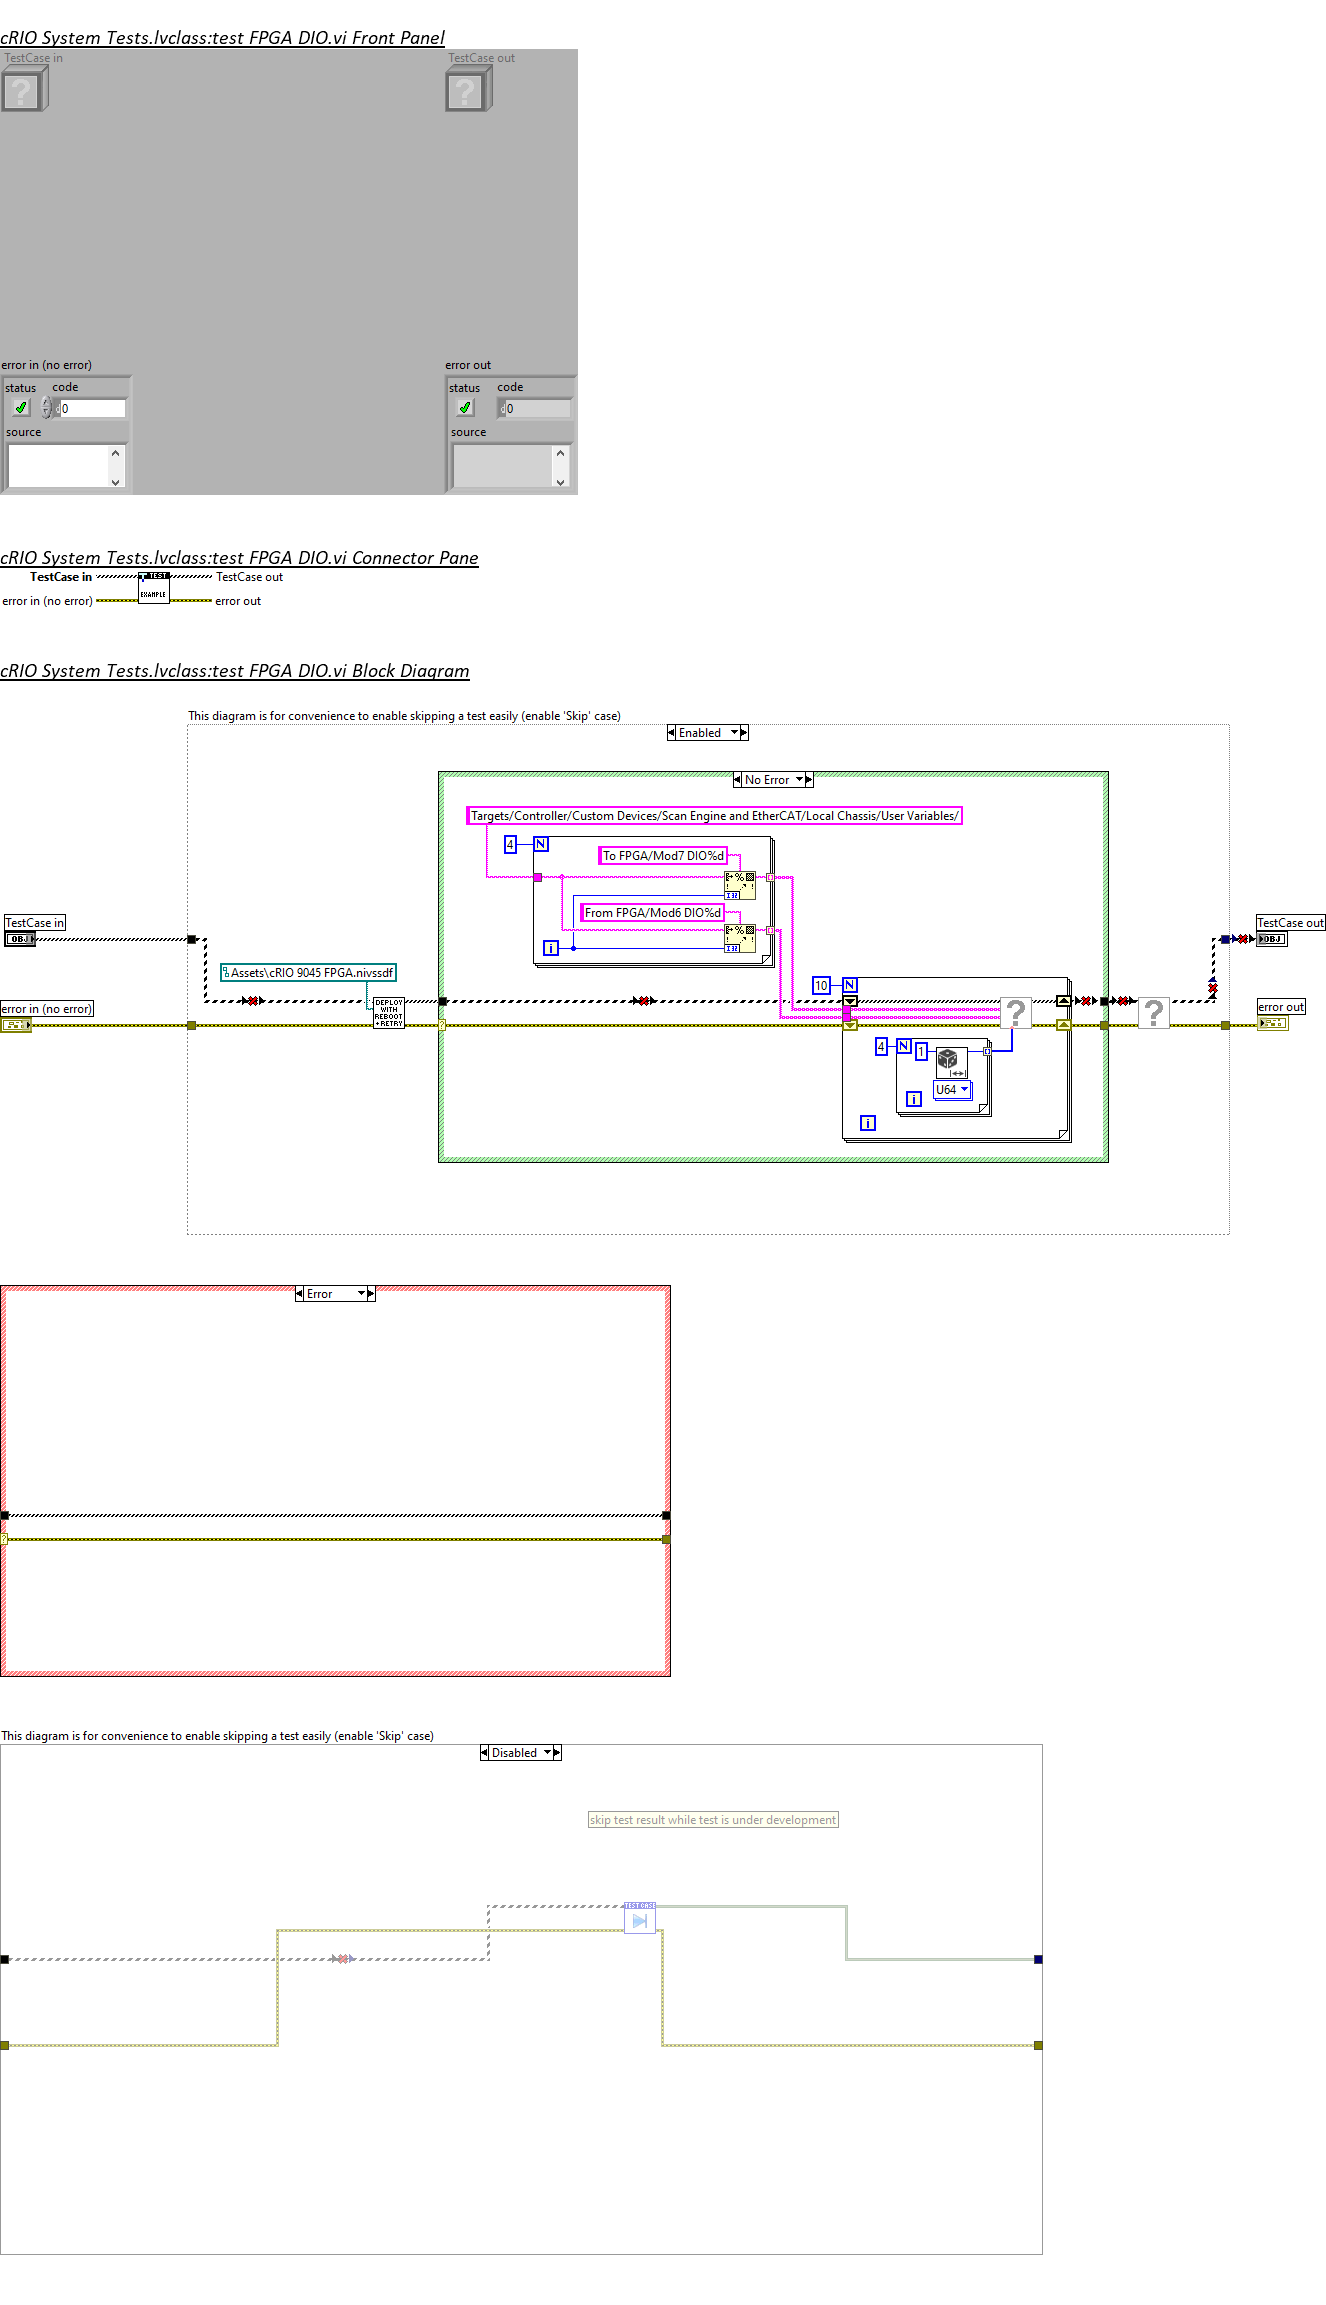 cRIO System Tests.lvclass:test FPGA DIO.vi Front Panel
TestCase in
TestCase out
?
?
error in (no error)
error out
status
code
status
code
0
0
source
source
cRIO System Tests.lvclass:test FPGA DIO.vi Connector Pane
TestCase in
TEST
TestCase out
error in (no error)
EXAMPLE
error out
cRIO System Tests.lvclass:test FPGA DIO.vi Block Diagram
This diagram is for convenience to enable skipping a test easily (enable 'Skip' case)
Enabled
No Error
Targets/Controller/Custom Devices/Scan Engine and EtherCAT/Local Chassis/User Variables/
4
N
To FPGA/Mod7 DIO%d
From FPGA/Mod6 DIO%d
i
TestCase in
OBJ
TestCase out
OBJ
Assets\cRIO 9045 FPGA.nivssdf
10
N
error in (no error)
DEPLOY
WITH
REBOOT
+ RETRY
?
?
?
error out
4
N
1
U64
i
i
Error
?
This diagram is for convenience to enable skipping a test easily (enable 'Skip' case)
Disabled
skip test result while test is under development
TEST CASE